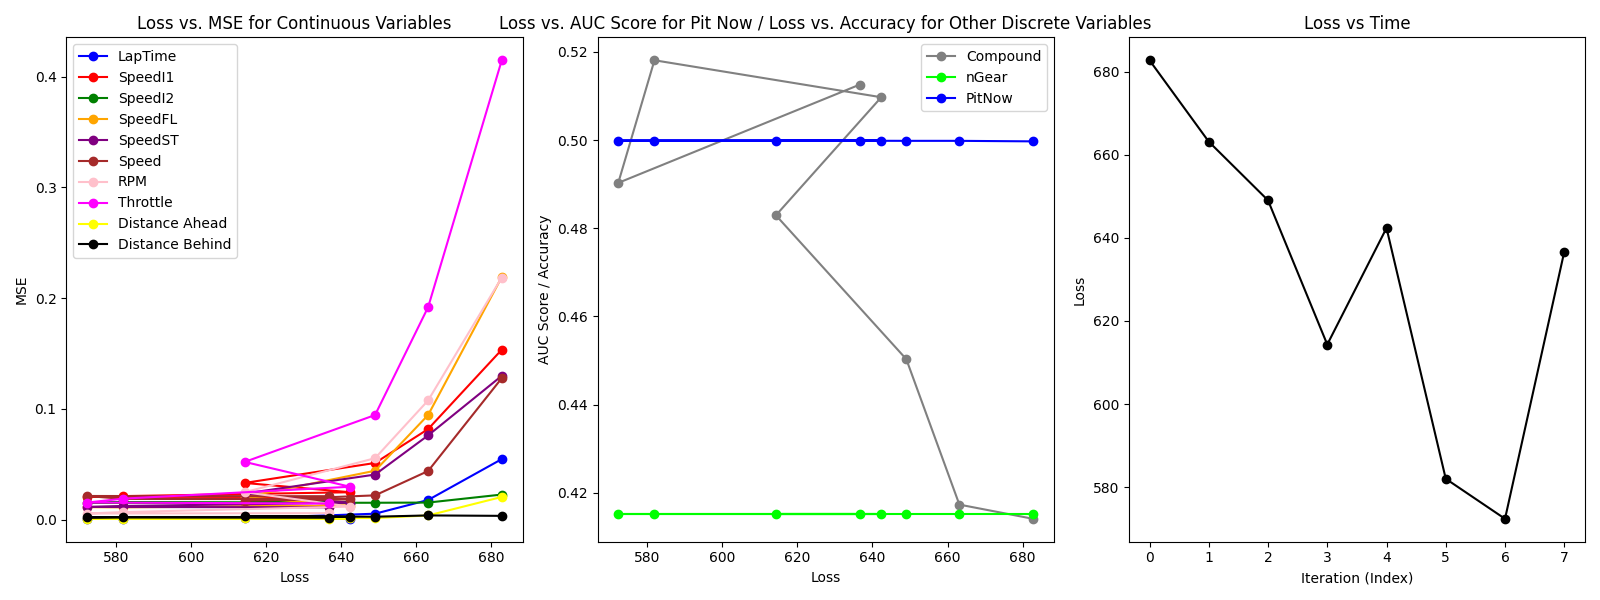 Loss vs. MSE for Continuous Variables
LapTime
SpeedI1
SpeedI2
SpeedFL
SpeedST
Speed
RPM
Throttle
Distance Ahead
Distance Behind
MSE
0.4
0.3
0.2
0.1
0.0
580
600
620
640
660
680
Loss
Loss vs. AUC Score for Pit Now / Loss vs. Accuracy for Other Discrete Variables
Compound
nGear
PitNow
AUC Score / Accuracy
0.52
0.50
0.48
0.46
0.44
0.42
580
600
620
640
660
680
Loss
Loss vs Time
Loss
680
660
640
620
600
580
0
1
2
3
4
5
6
7
Iteration (Index)